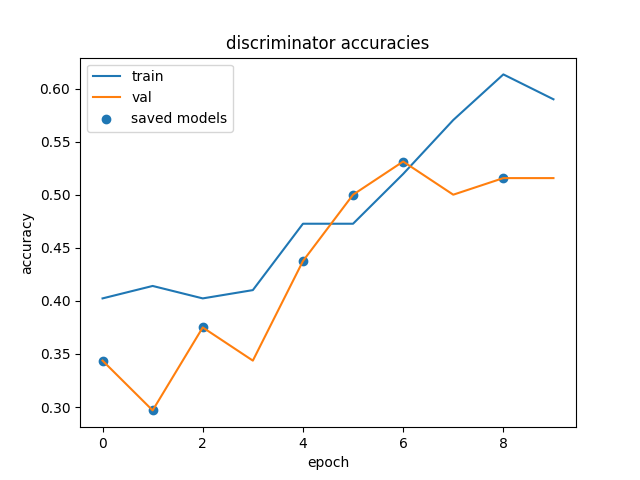 discriminator accuracies
train
val
saved models
0.60
0.55
0.50
0.45
0.40
0.35
0.30
accuracy
0 2 4 6 8
epoch